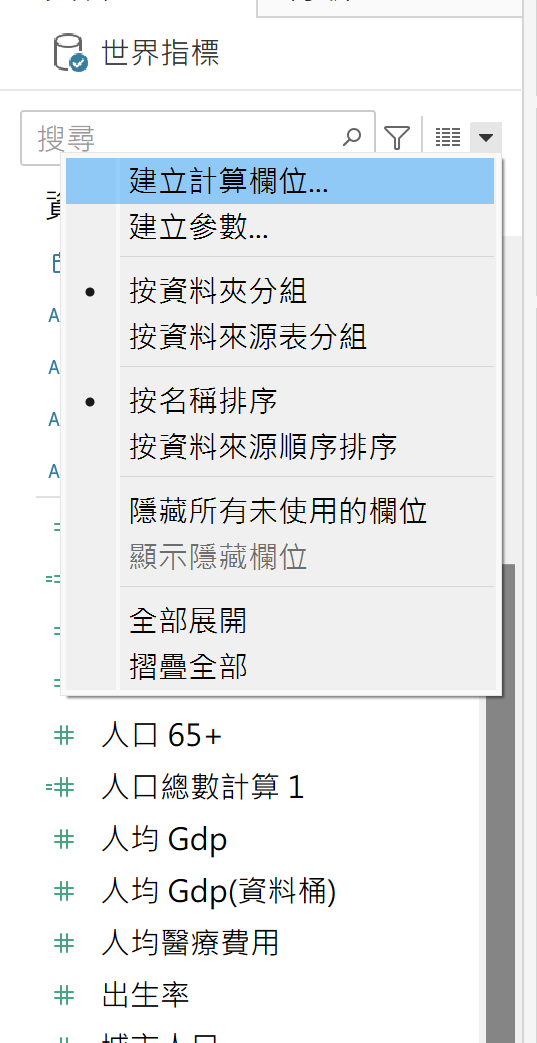 世界指標
搜尋
建立計算欄位...
建立參數...
按資料夾分組
按資料來源表分組
按名稱排序
按資料來源順序排序
隱藏所有未使用的欄位
顯示隱藏欄位
全部展開
摺疊全部
人口 65+
人口總數計算 1
人均 Gdp
人均 Gdp(資料桶)
人均醫療費用
出生率